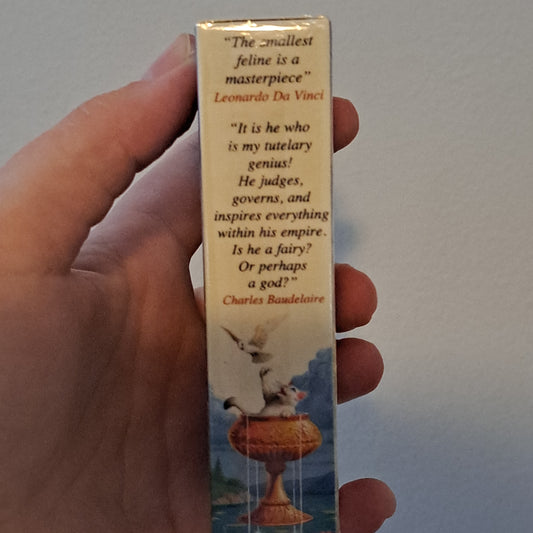 “The smallest
feline is a
masterpiece”
Leonardo Da Vinci
“It is he who
is my tutelary
genius!
He judges,
governs, and
inspires everything
within his empire.
Is he a fairy?
Or perhaps
a god?”
Charles Baudelaire